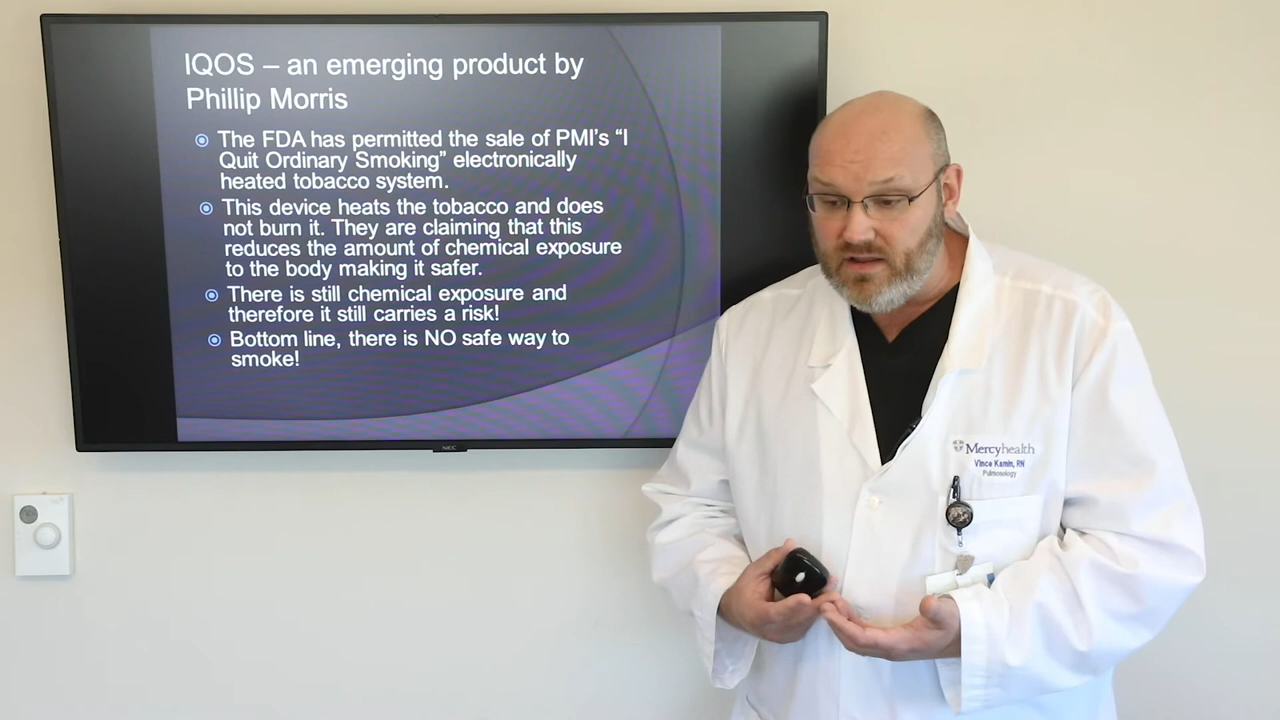 IQOS – an emerging product by
Phillip Morris
The FDA has permitted the sale of PMI's "I
Quit Ordinary Smoking" electronically
heated tobacco system.
This device heats the tobacco and does
not burn it. They are claiming that this
reduces the amount of chemical exposure
to the body making it safer.
There is still chemical exposure and
therefore it still carries a risk!
Bottom line, there is NO safe way to
smoke!
NEC
Mercyhealth
Vince Kamin, RN
Pulmonology